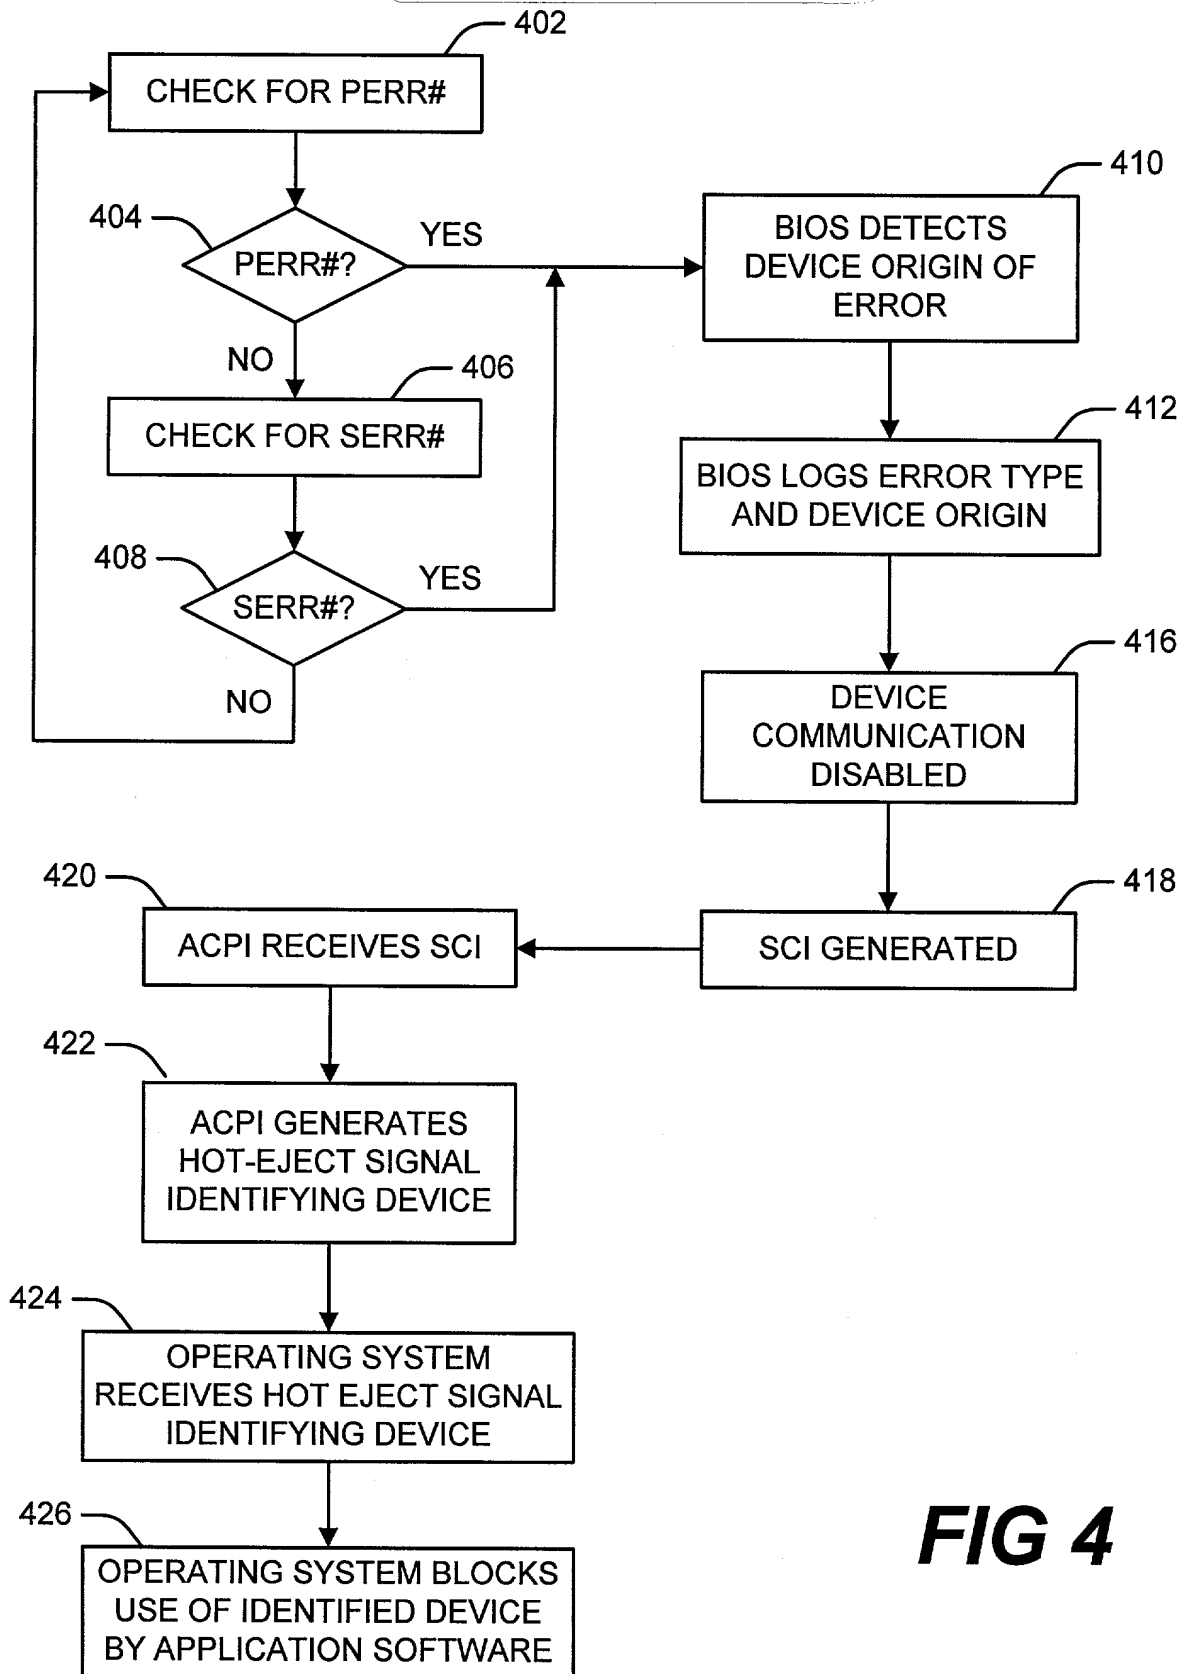 402
CHECK FOR PERR#
404
PERR#?
YES
NO
406
CHECK FOR SERR#
408
SERR#?
YES
NO
410
BIOS DETECTS
DEVICE ORIGIN OF
ERROR
412
BIOS LOGS ERROR TYPE
AND DEVICE ORIGIN
416
DEVICE
COMMUNICATION
DISABLED
418
SCI GENERATED
420
ACPI RECEIVES SCI
422
ACPI GENERATES
HOT-EJECT SIGNAL
IDENTIFYING DEVICE
424
OPERATING SYSTEM
RECEIVES HOT EJECT SIGNAL
IDENTIFYING DEVICE
426
OPERATING SYSTEM BLOCKS
USE OF IDENTIFIED DEVICE
BY APPLICATION SOFTWARE
FIG 4